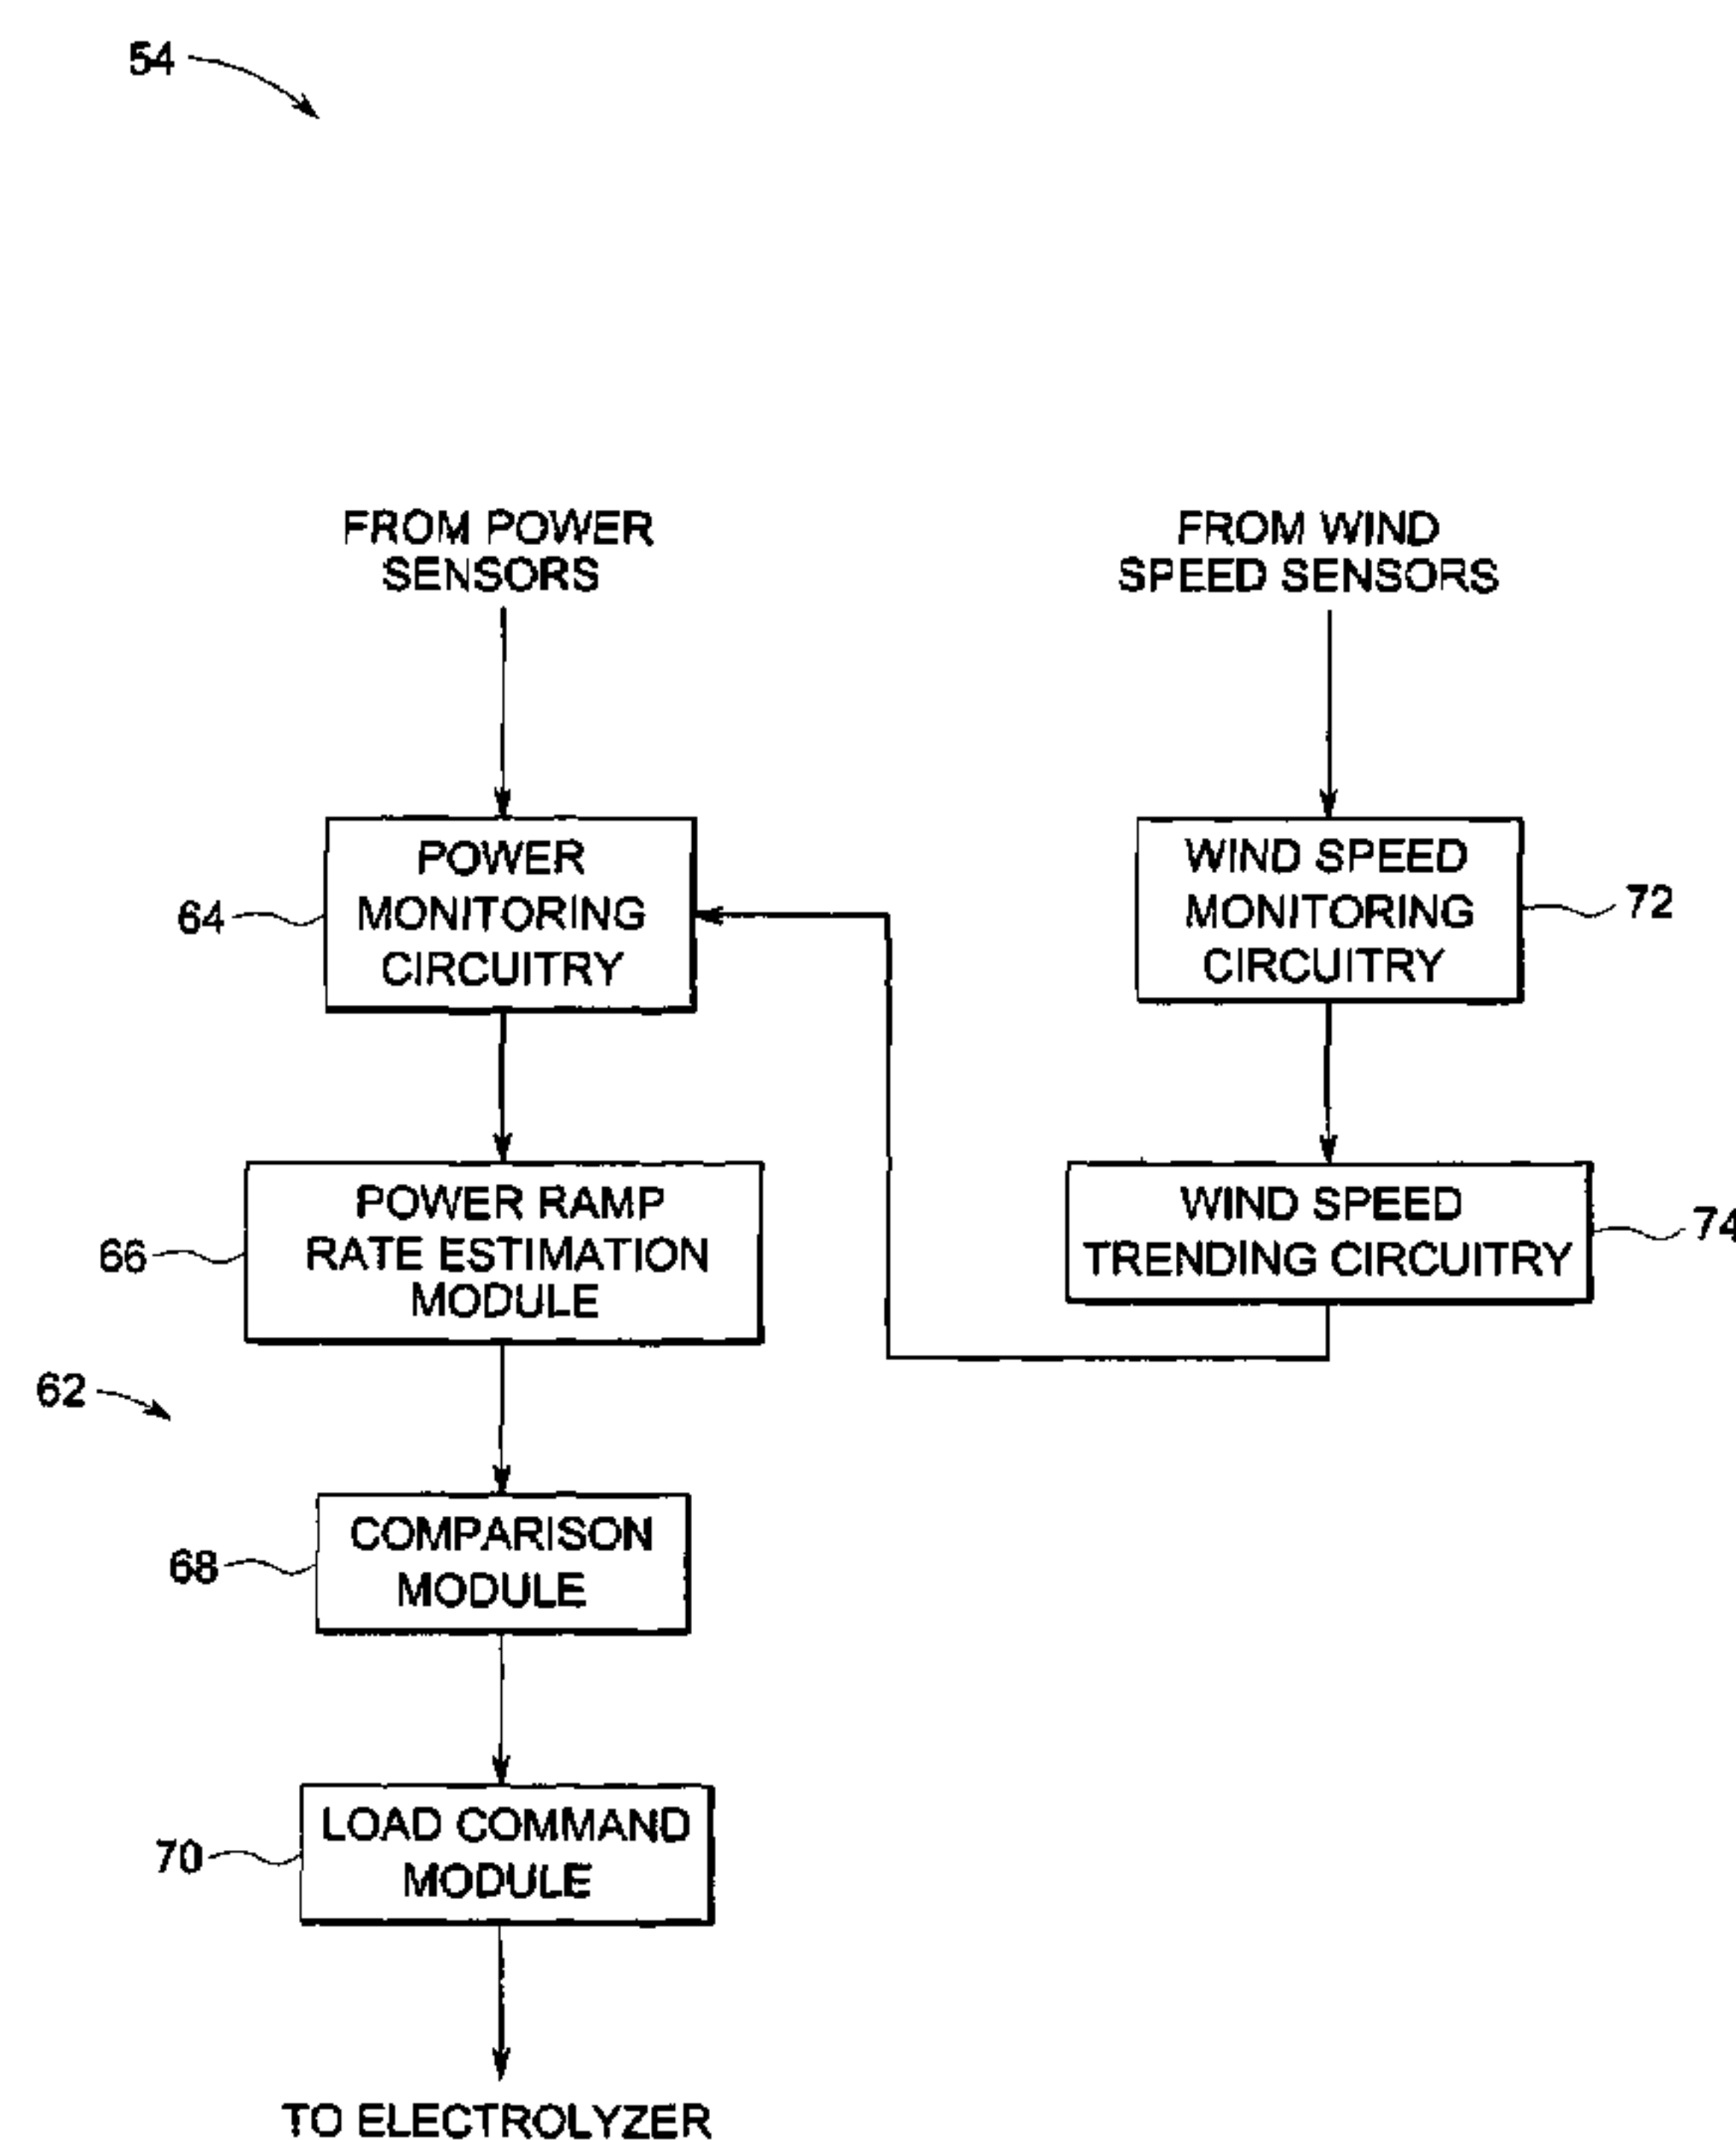 54
FROM POWER
SENSORS
FROM WIND
SPEED SENSORS
POWER
MONITORING
CIRCUITRY
64
WIND SPEED
MONITORING
CIRCUITRY
72
POWER RAMP
RATE ESTIMATION
MODULE
66
WIND SPEED
TRENDING CIRCUITRY
74
62
COMPARISON
MODULE
68
LOAD COMMAND
MODULE
70
TO ELECTROLYZER